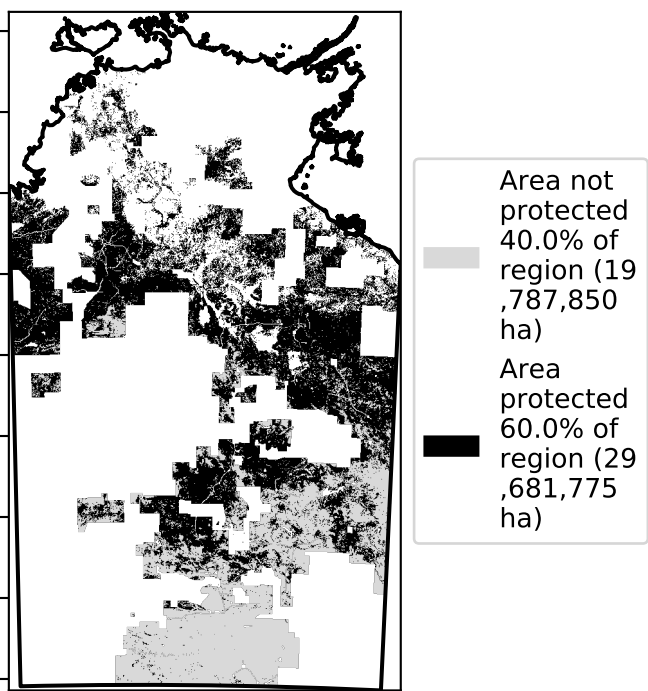 Area not
protected
40.0% of
region (19
,787,850
ha)
Area
protected
60.0% of
region (29
,681,775
ha)